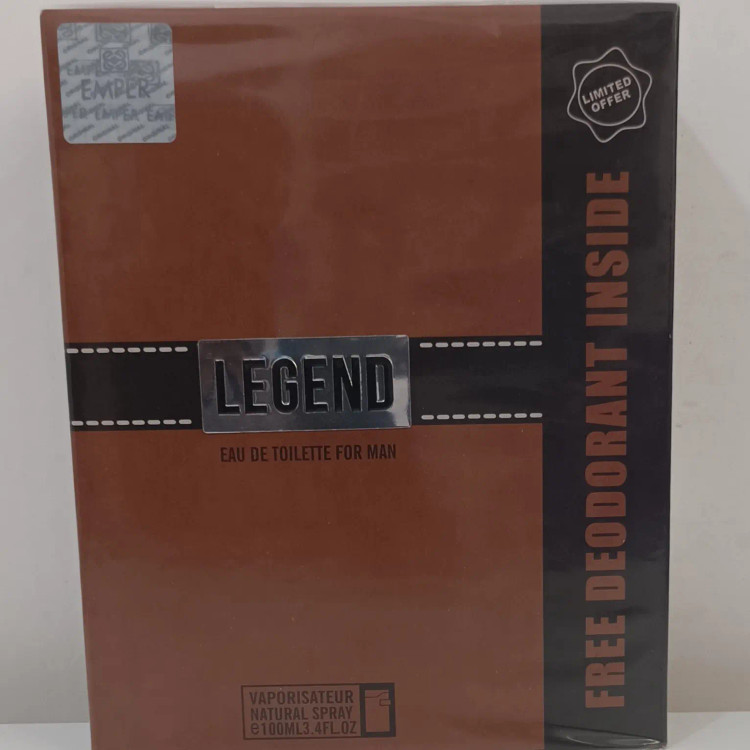 EMPER
LIMITED
OFFER
FREE DEODORANT INSIDE
LEGEND
EAU DE TOILETTE FOR MAN
VAPORISATEUR
NATURAL SPRAY
℮100ML3.4FL.OZ